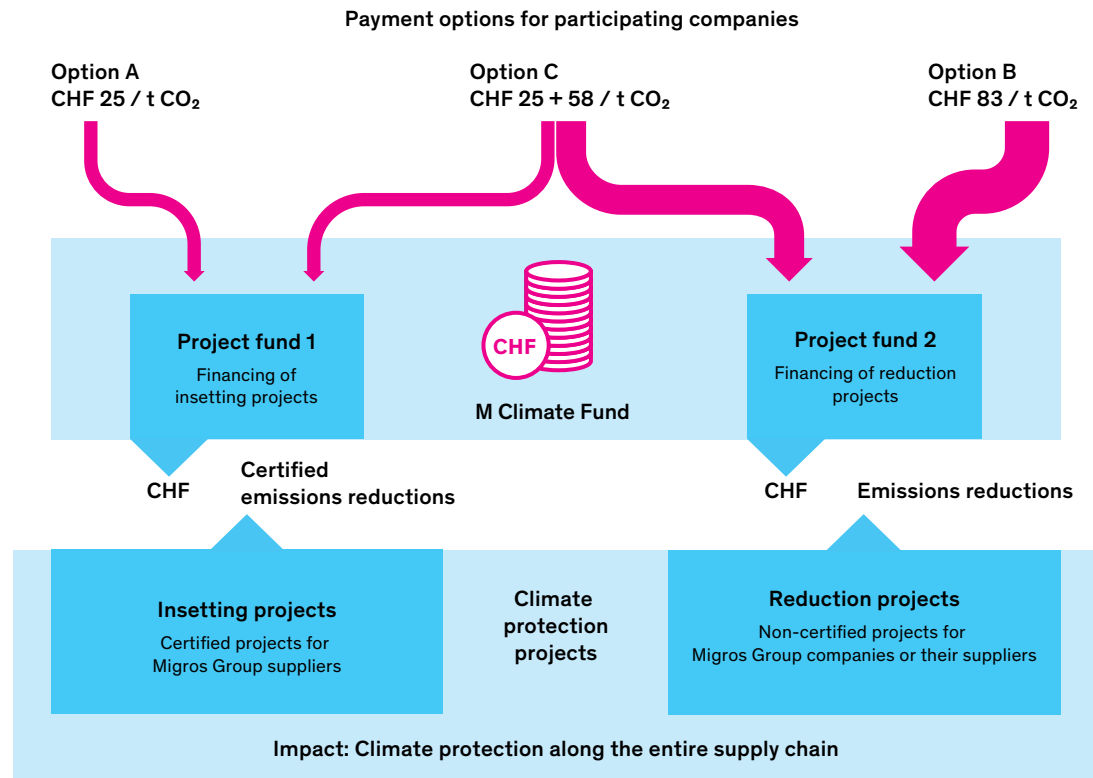 Payment options for participating companies
Option A
CHF 25 / t CO₂
Option C
CHF 25 + 58 / t CO₂
Option B
CHF 83 / t CO₂
Project fund 1
Financing of
insetting projects
CHF
M Climate Fund
Project fund 2
Financing of reduction
projects
CHF
Certified
emissions reductions
CHF
Emissions reductions
Insetting projects
Certified projects for
Migros Group suppliers
Climate
protection
projects
Reduction projects
Non-certified projects for
Migros Group companies or their suppliers
Impact: Climate protection along the entire supply chain